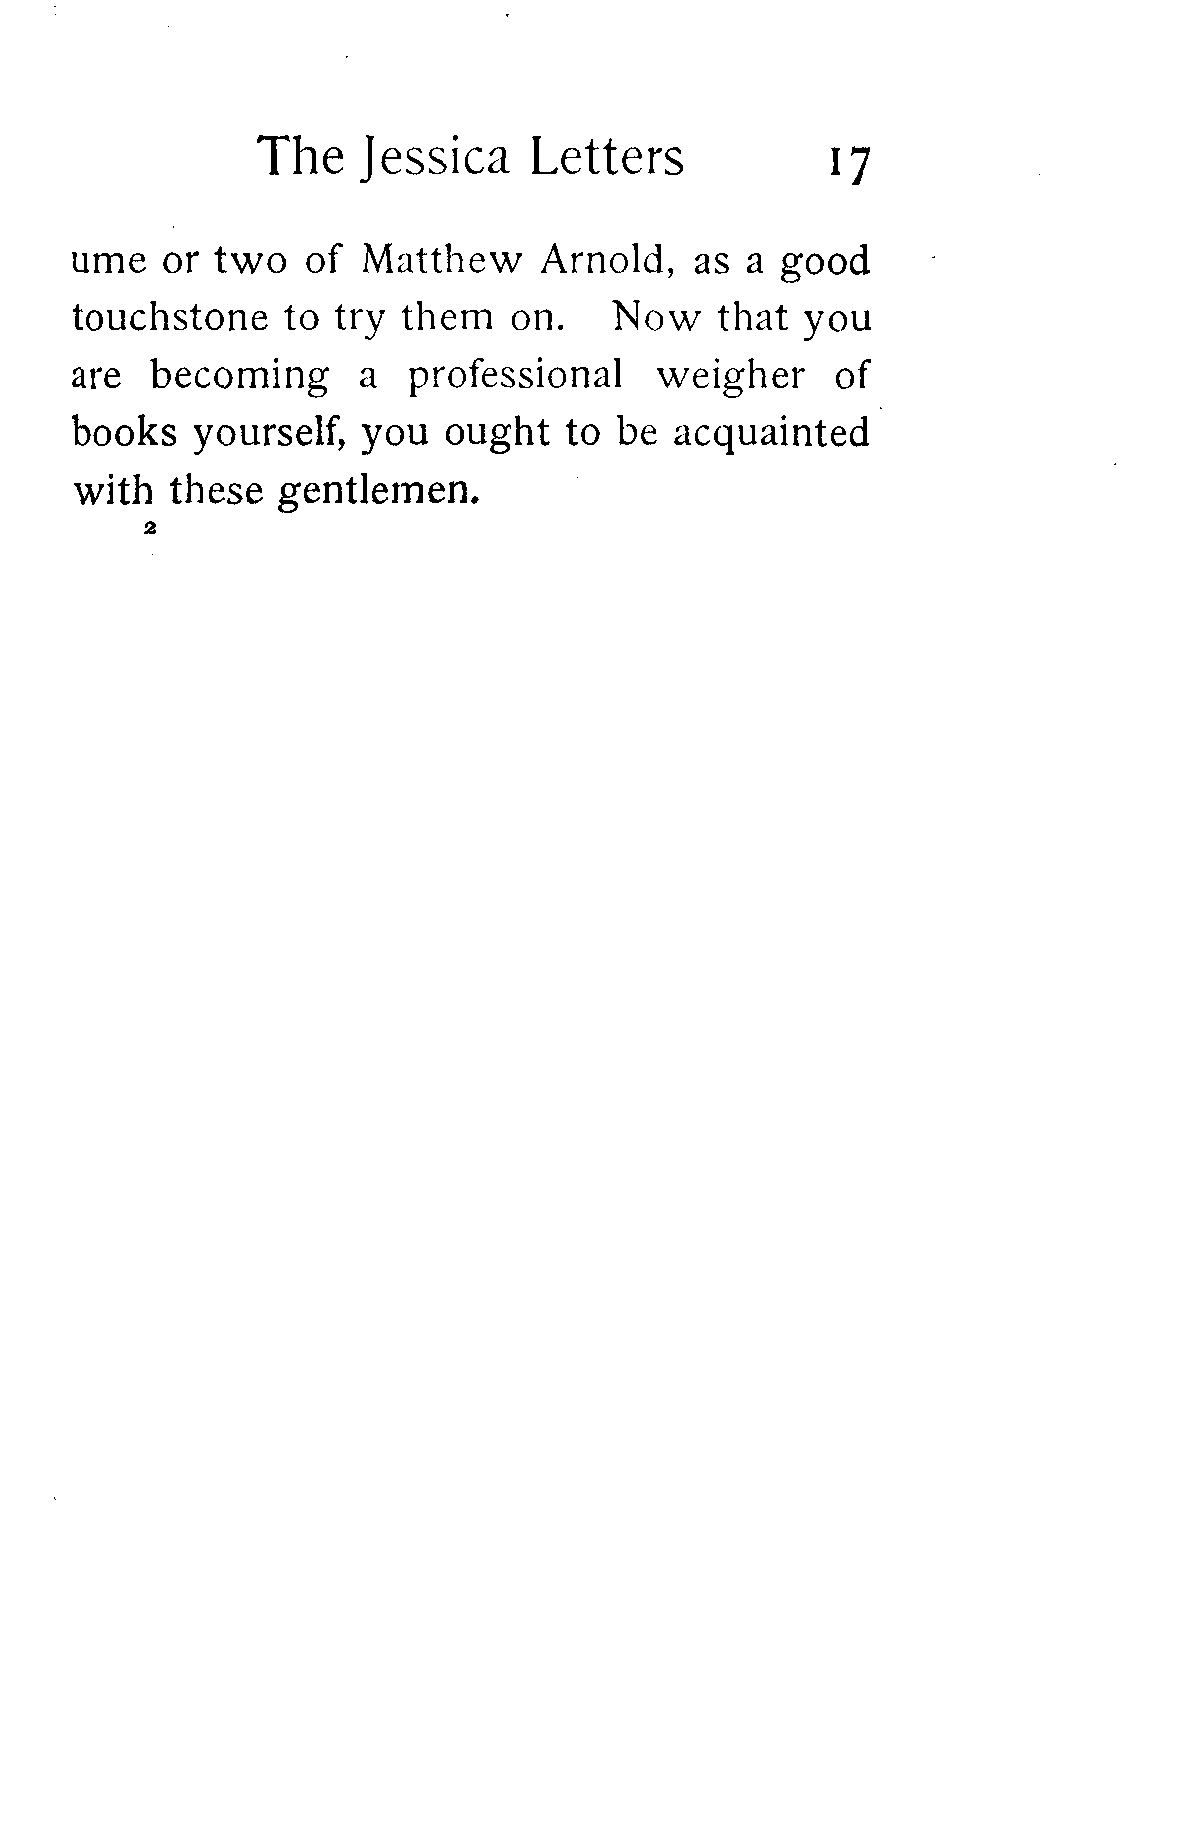 The Jessica Letters 17
ume or two of Matthew Arnold, as a good
touchstone to try them on. Now that you
are becoming a professional weigher of
books yourself, you ought to be acquainted
with these gentlemen.
2